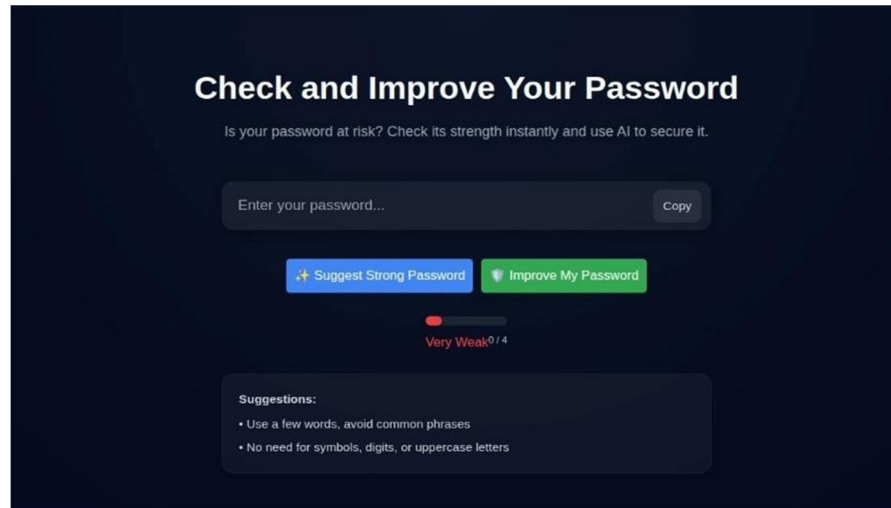 Check and Improve Your Password
Is your password at risk? Check its strength instantly and use AI to secure it.
Enter your password...
Copy
✨ Suggest Strong Password
🛡️ Improve My Password
Very Weak 0 / 4
Suggestions:
• Use a few words, avoid common phrases
• No need for symbols, digits, or uppercase letters